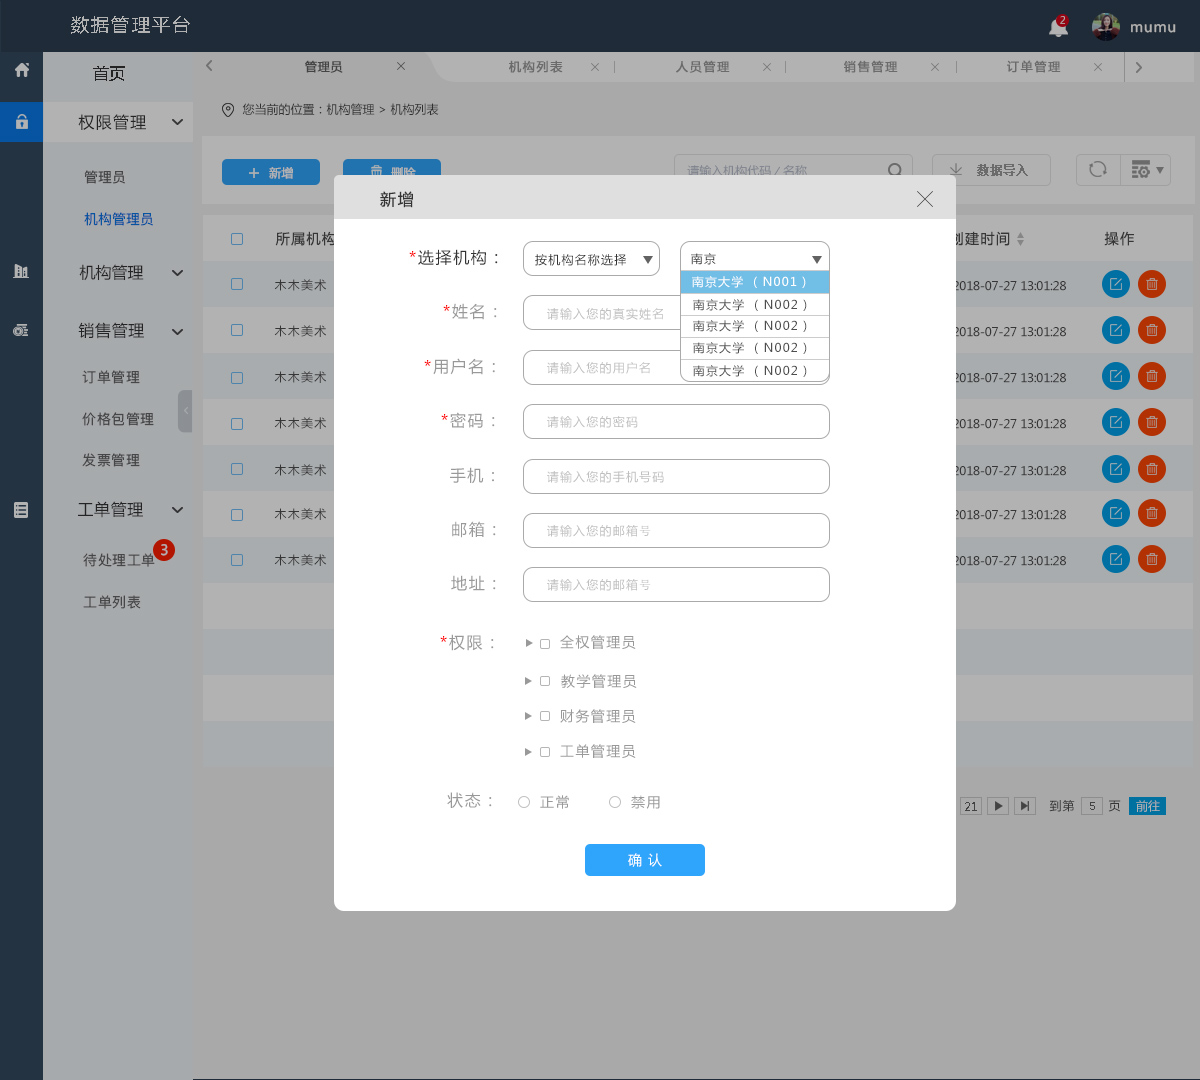 数据管理平台
2
mumu
首页
管理员
机构列表
人员管理
销售管理
订单管理
您当前的位置：机构管理 > 机构列表
权限管理
管理员
机构管理员
机构管理
销售管理
订单管理
价格包管理
发票管理
工单管理
待处理工单 3
工单列表
+ 新增
删除
请输入机构代码 / 名称
数据导入
所属机构
创建时间
操作
木木美术
2018-07-27 13:01:28
木木美术
2018-07-27 13:01:28
木木美术
2018-07-27 13:01:28
木木美术
2018-07-27 13:01:28
木木美术
2018-07-27 13:01:28
木木美术
2018-07-27 13:01:28
木木美术
2018-07-27 13:01:28
新增
*选择机构：
按机构名称选择
南京
南京大学 （ N001 ）
南京大学 （ N002 ）
南京大学 （ N002 ）
南京大学 （ N002 ）
南京大学 （ N002 ）
*姓名：
请输入您的真实姓名
*用户名：
请输入您的用户名
*密码：
请输入您的密码
手机：
请输入您的手机号码
邮箱：
请输入您的邮箱号
地址：
请输入您的邮箱号
*权限：
全权管理员
教学管理员
财务管理员
工单管理员
状态：
正常
禁用
确 认
21
到第 5 页 前往